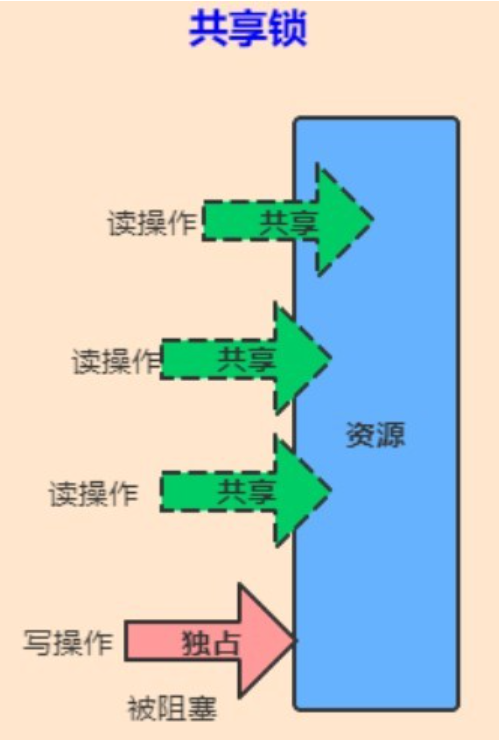 共享锁
读操作 共享
读操作 共享
资源
读操作 共享
写操作 独占
被阻塞